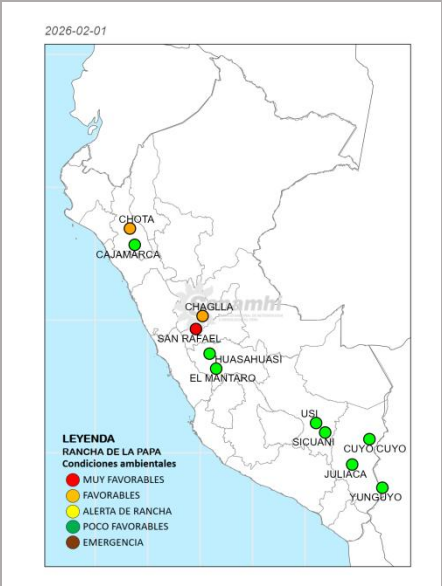 2026-02-01
CHOTA
CAJAMARCA
Senamhi
CHAGLLA
SAN RAFAEL
HUASAHUASI
EL MANTARO
USI
SICUANI
CUYO CUYO
JULIACA
YUNGUYO
LEYENDA
RANCHA DE LA PAPA
Condiciones ambientales
MUY FAVORABLES
FAVORABLES
ALERTA DE RANCHA
POCO FAVORABLES
EMERGENCIA